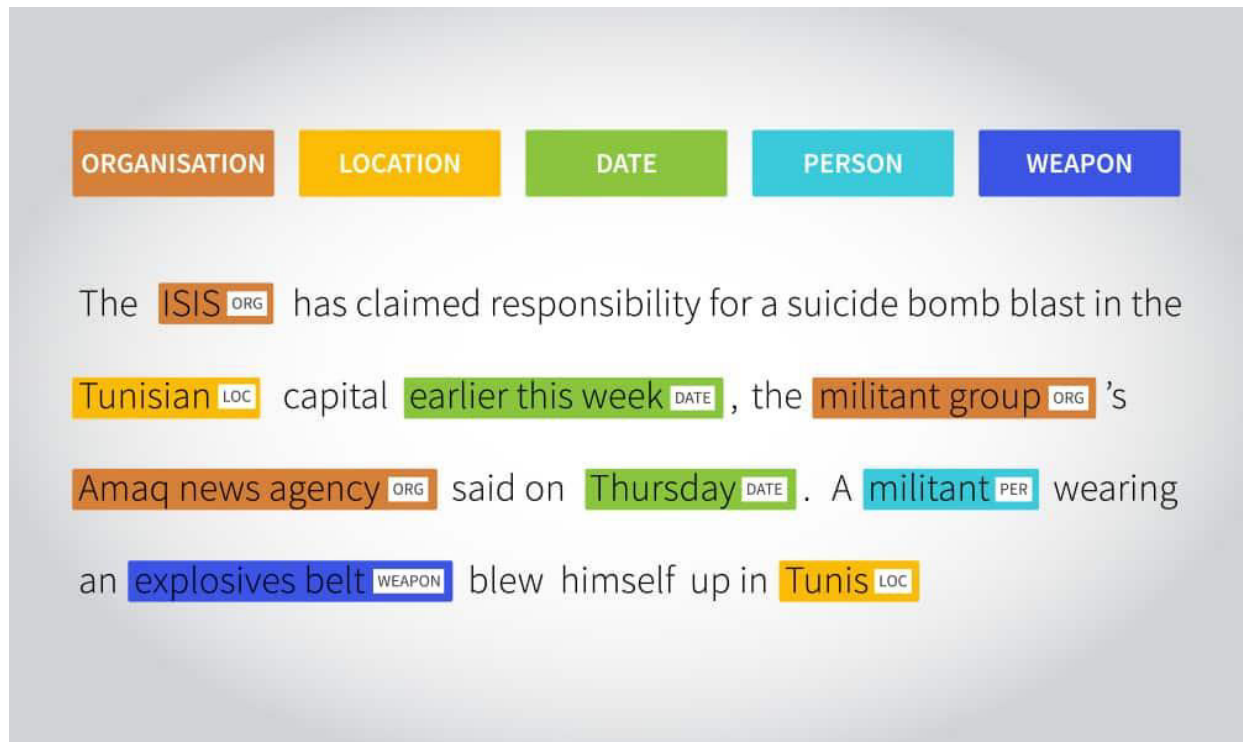 ORGANISATION LOCATION DATE PERSON WEAPON
The ISIS ORG has claimed responsibility for a suicide bomb blast in the
Tunisian LOC capital earlier this week DATE , the militant group ORG ’s
Amaq news agency ORG said on Thursday DATE . A militant PER wearing
an explosives belt WEAPON blew himself up in Tunis LOC